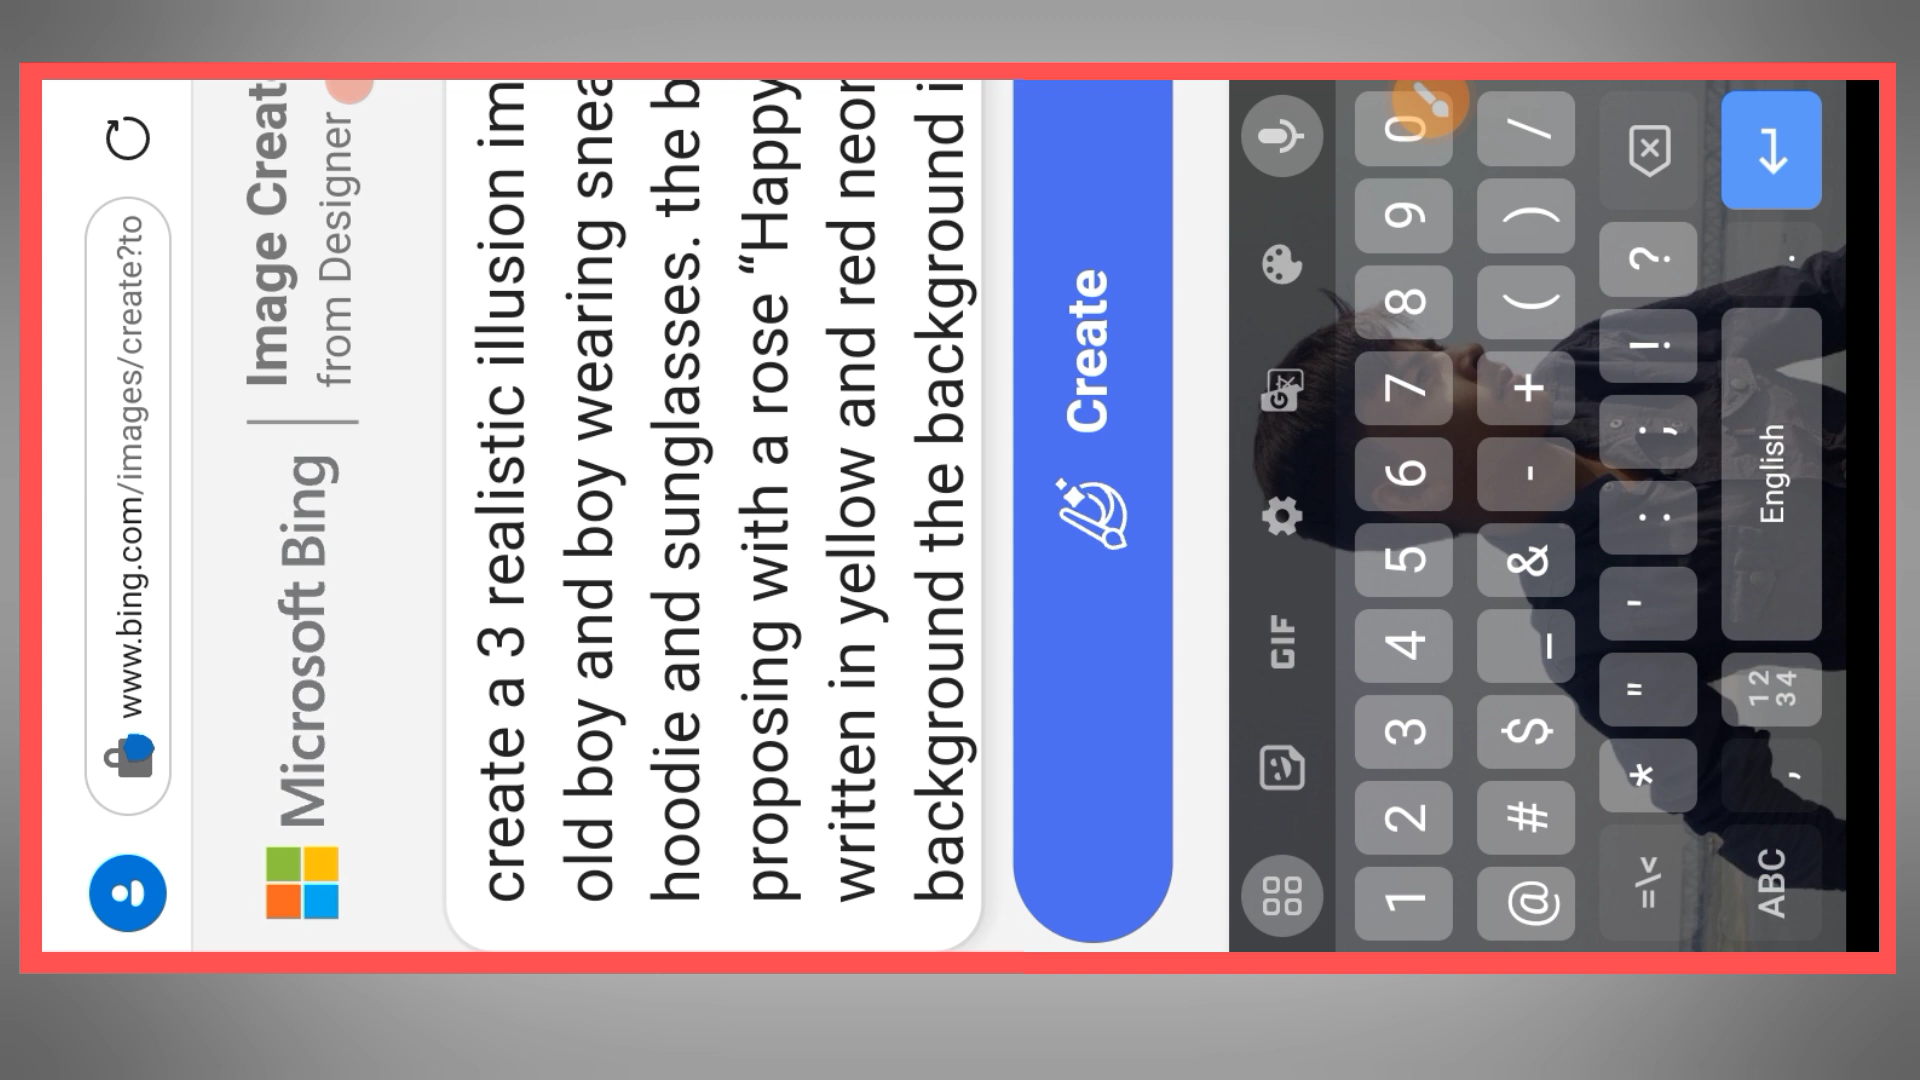 www.bing.com/images/create?to
Microsoft Bing | Image Creat
from Designer
create a 3 realistic illusion im
old boy and boy wearing snea
hoodie and sunglasses. the b
proposing with a rose "Happy
written in yellow and red neor
background the background i
Create
GIF
1 2 3 4 5 6 7 8 9 0
@ # $ _ & - + ( ) /
=\< * " ' : ; ! ?
ABC , 12 34 English .